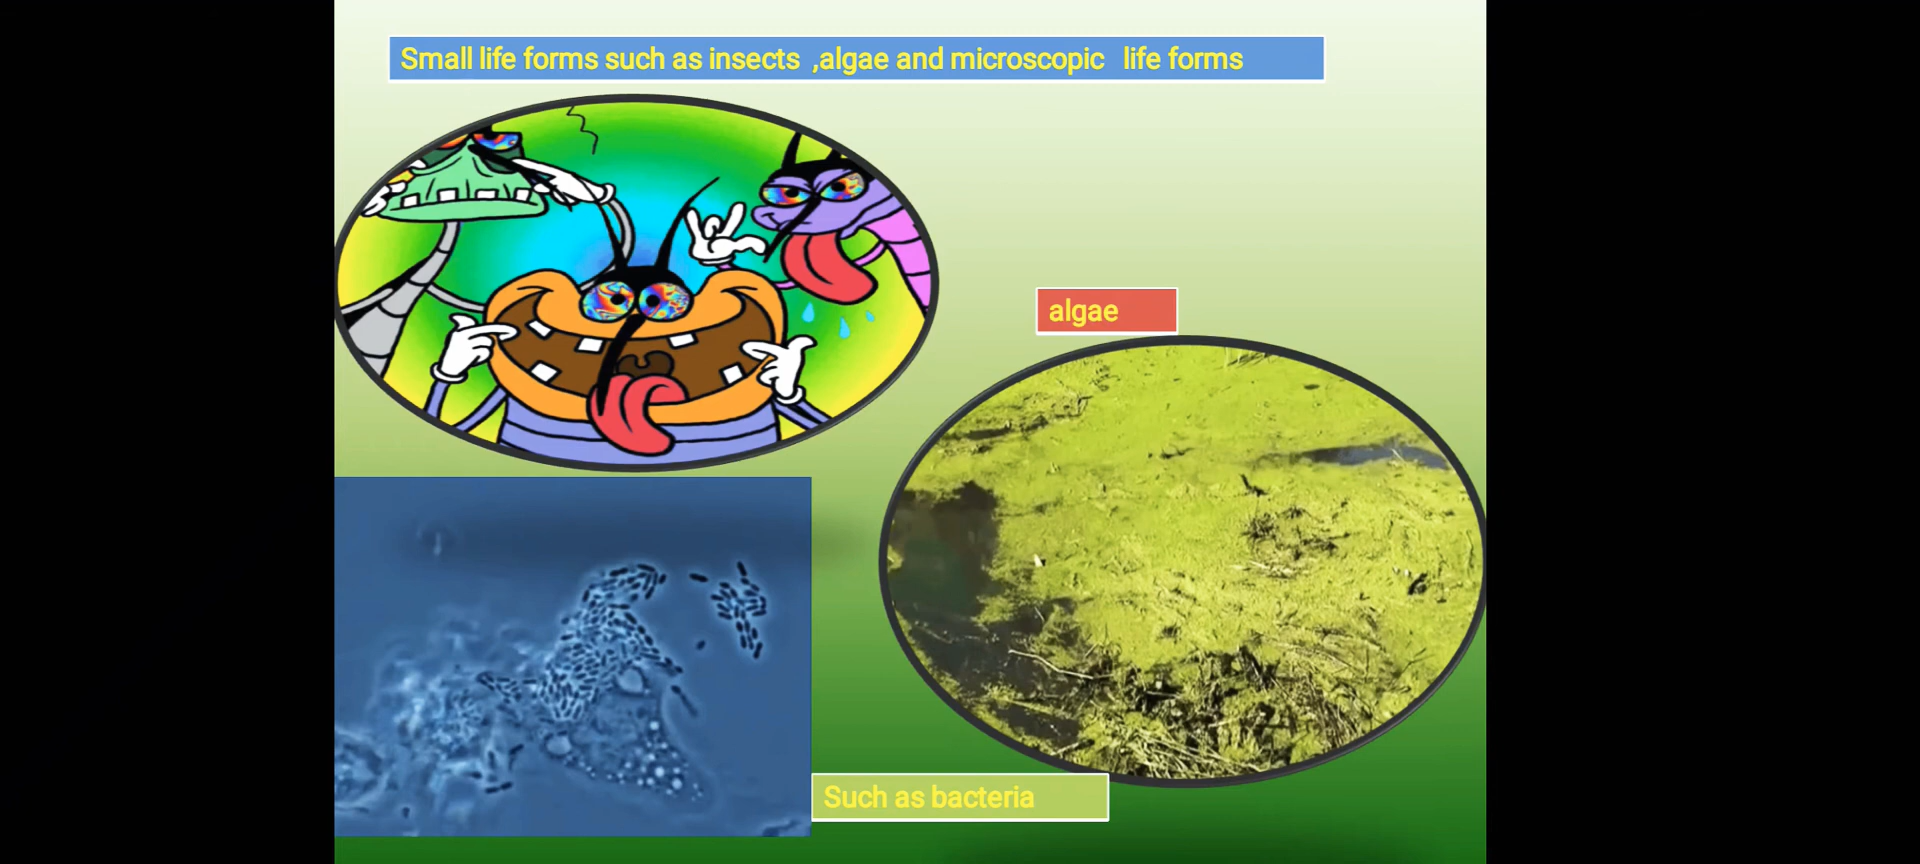 Small life forms such as insects ,algae and microscopic life forms
algae
Such as bacteria